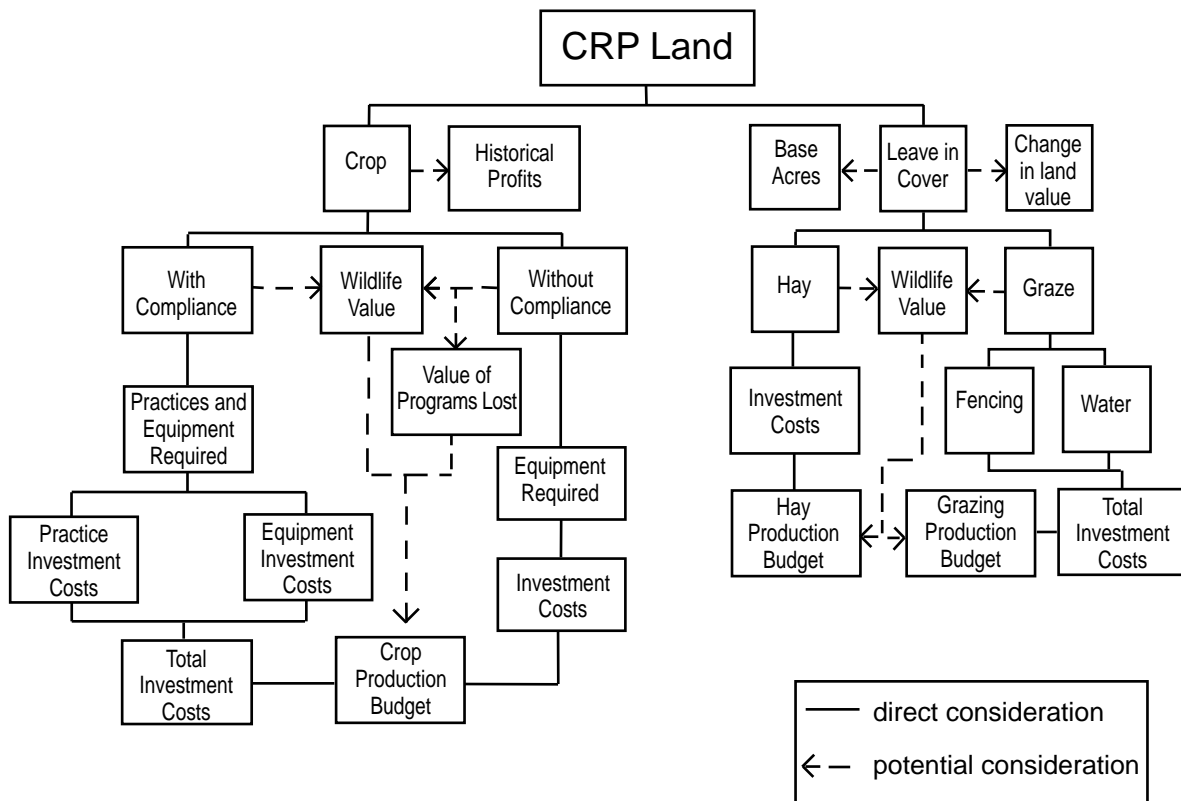 CRP Land
Crop
Historical
Profits
Base
Acres
Leave in
Cover
Change
in land
value
With
Compliance
Wildlife
Value
Without
Compliance
Hay
Wildlife
Value
Graze
Value of
Programs Lost
Practices and
Equipment
Required
Investment
Costs
Fencing
Water
Equipment
Required
Practice
Investment
Costs
Equipment
Investment
Costs
Hay
Production
Budget
Grazing
Production
Budget
Total
Investment
Costs
Investment
Costs
Total
Investment
Costs
Crop
Production
Budget
direct consideration
potential consideration